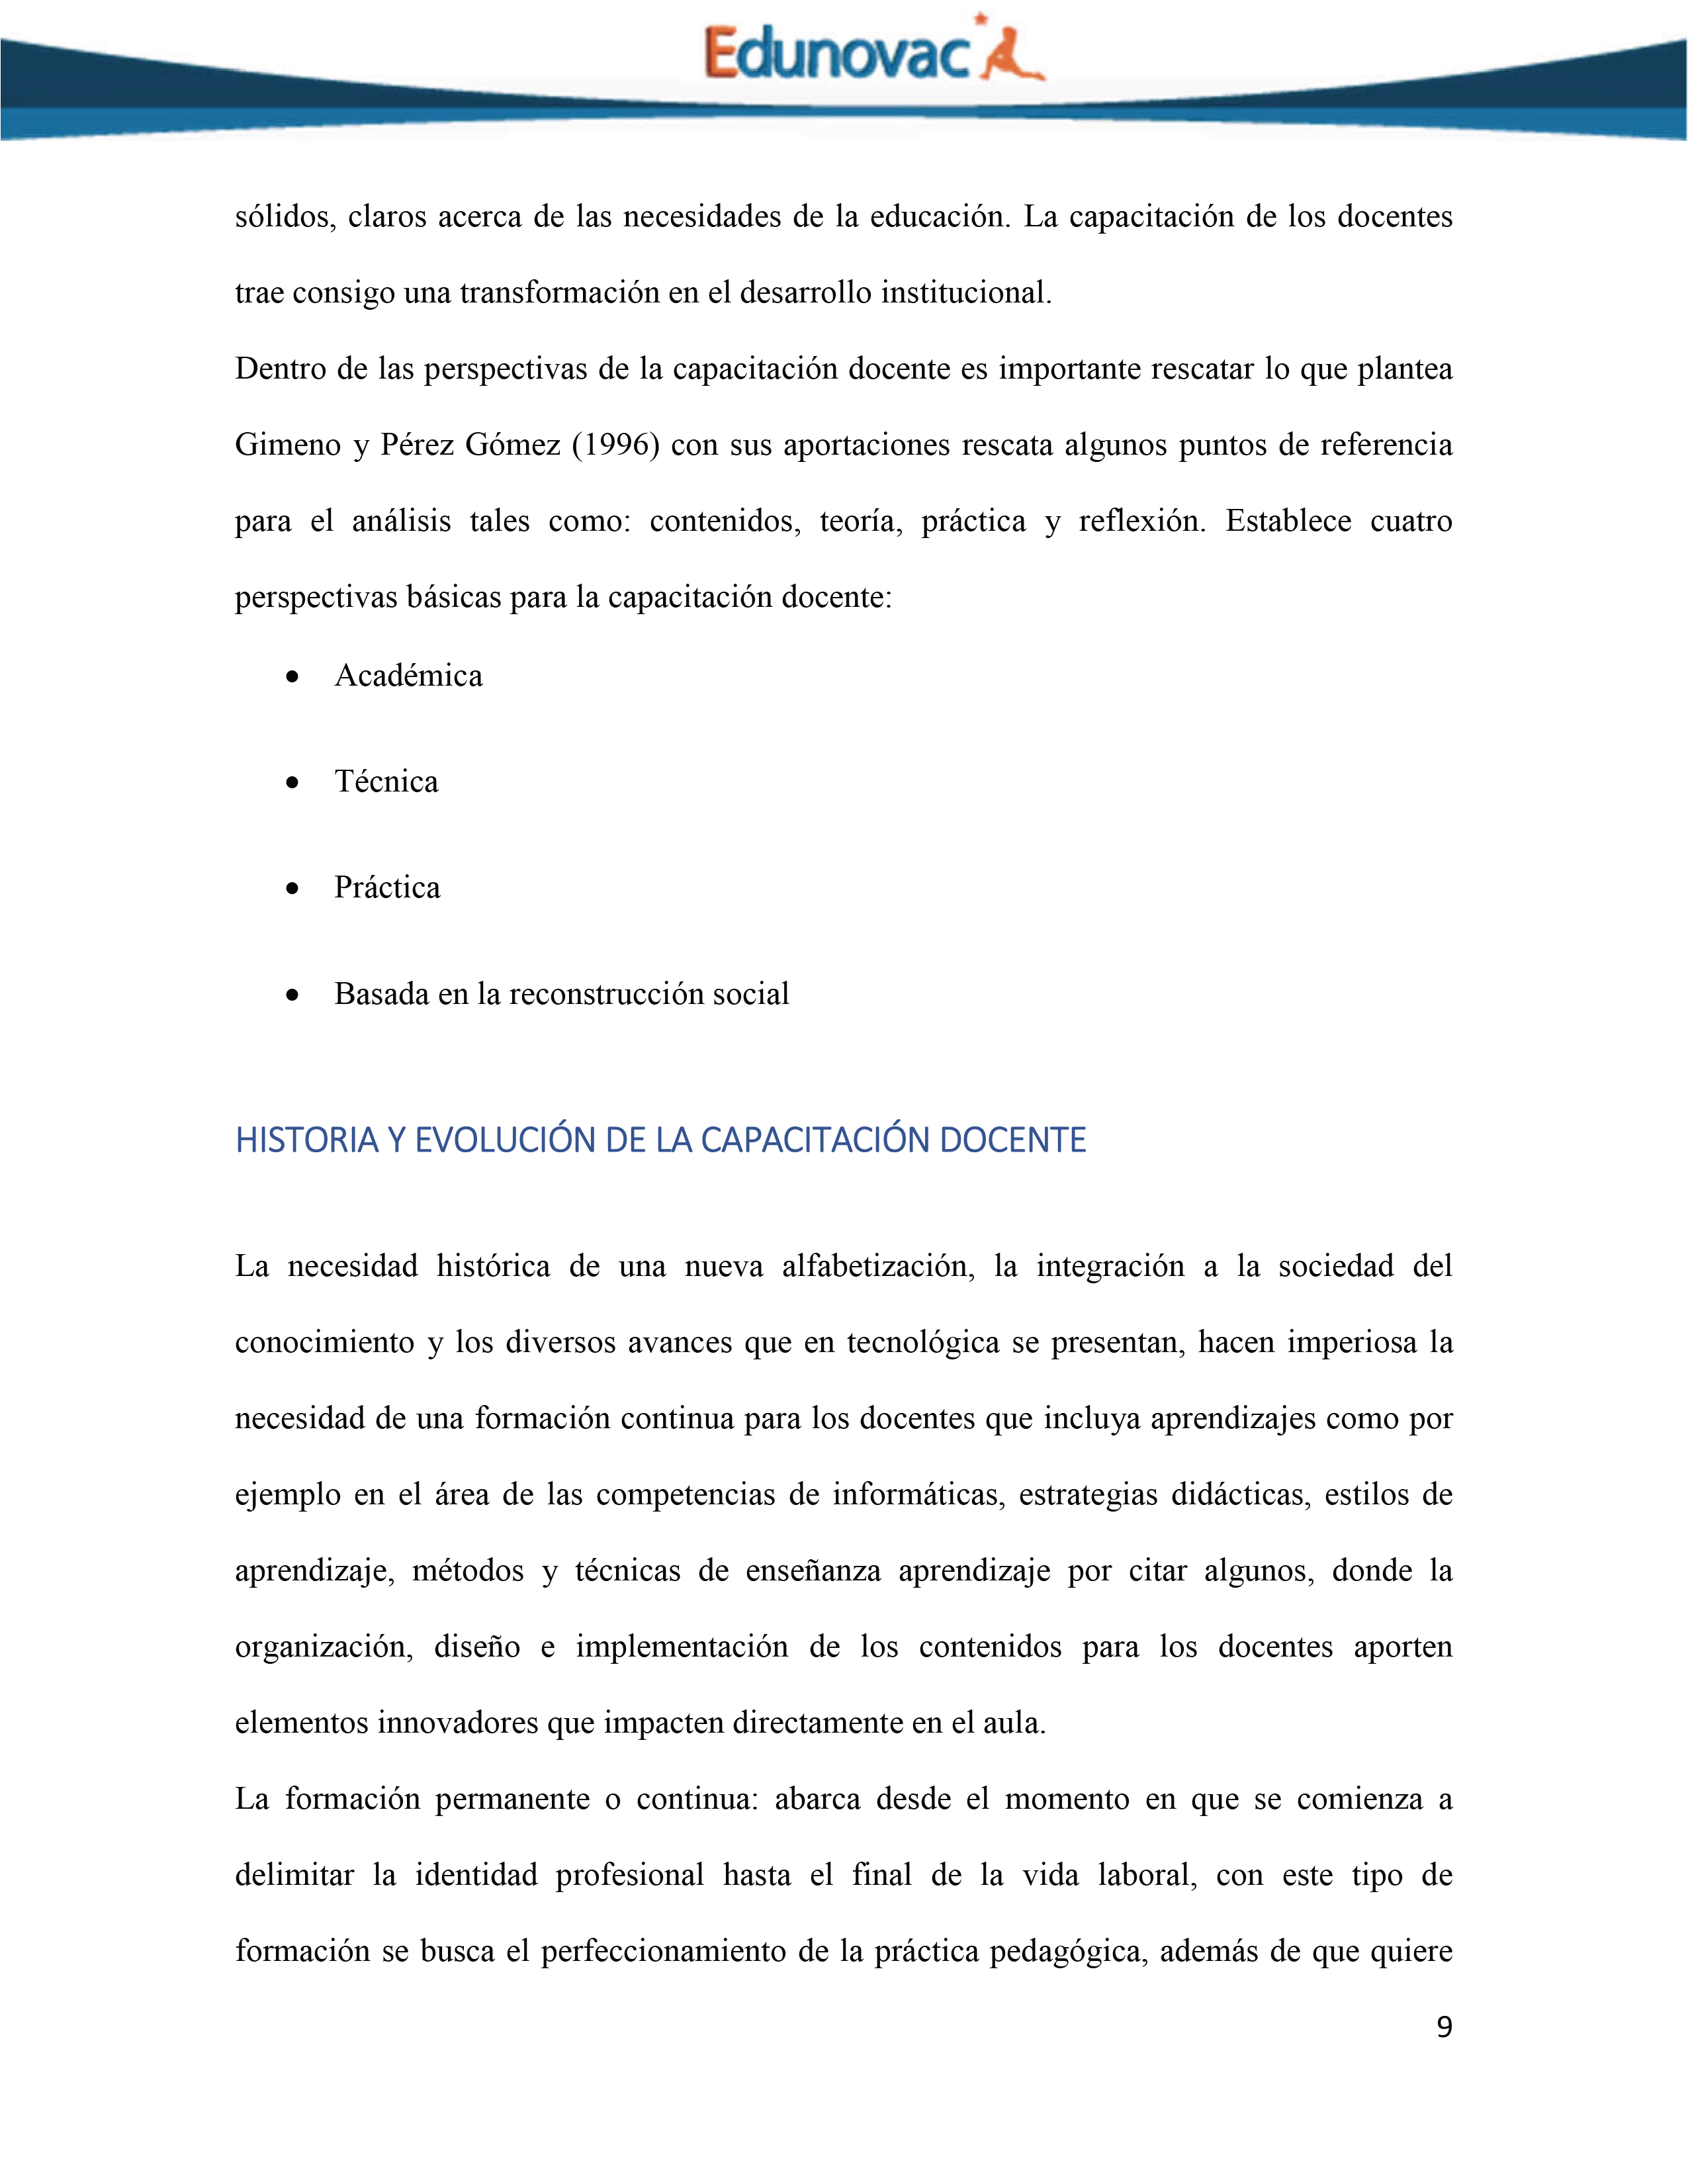 Edunovac
sólidos, claros acerca de las necesidades de la educación. La capacitación de los docentes
trae consigo una transformación en el desarrollo institucional.
Dentro de las perspectivas de la capacitación docente es importante rescatar lo que plantea
Gimeno y Pérez Gómez (1996) con sus aportaciones rescata algunos puntos de referencia
para el análisis tales como: contenidos, teoría, práctica y reflexión. Establece cuatro
perspectivas básicas para la capacitación docente:
• Académica
• Técnica
• Práctica
• Basada en la reconstrucción social
HISTORIA Y EVOLUCIÓN DE LA CAPACITACIÓN DOCENTE
La necesidad histórica de una nueva alfabetización, la integración a la sociedad del
conocimiento y los diversos avances que en tecnológica se presentan, hacen imperiosa la
necesidad de una formación continua para los docentes que incluya aprendizajes como por
ejemplo en el área de las competencias de informáticas, estrategias didácticas, estilos de
aprendizaje, métodos y técnicas de enseñanza aprendizaje por citar algunos, donde la
organización, diseño e implementación de los contenidos para los docentes aporten
elementos innovadores que impacten directamente en el aula.
La formación permanente o continua: abarca desde el momento en que se comienza a
delimitar la identidad profesional hasta el final de la vida laboral, con este tipo de
formación se busca el perfeccionamiento de la práctica pedagógica, además de que quiere
9